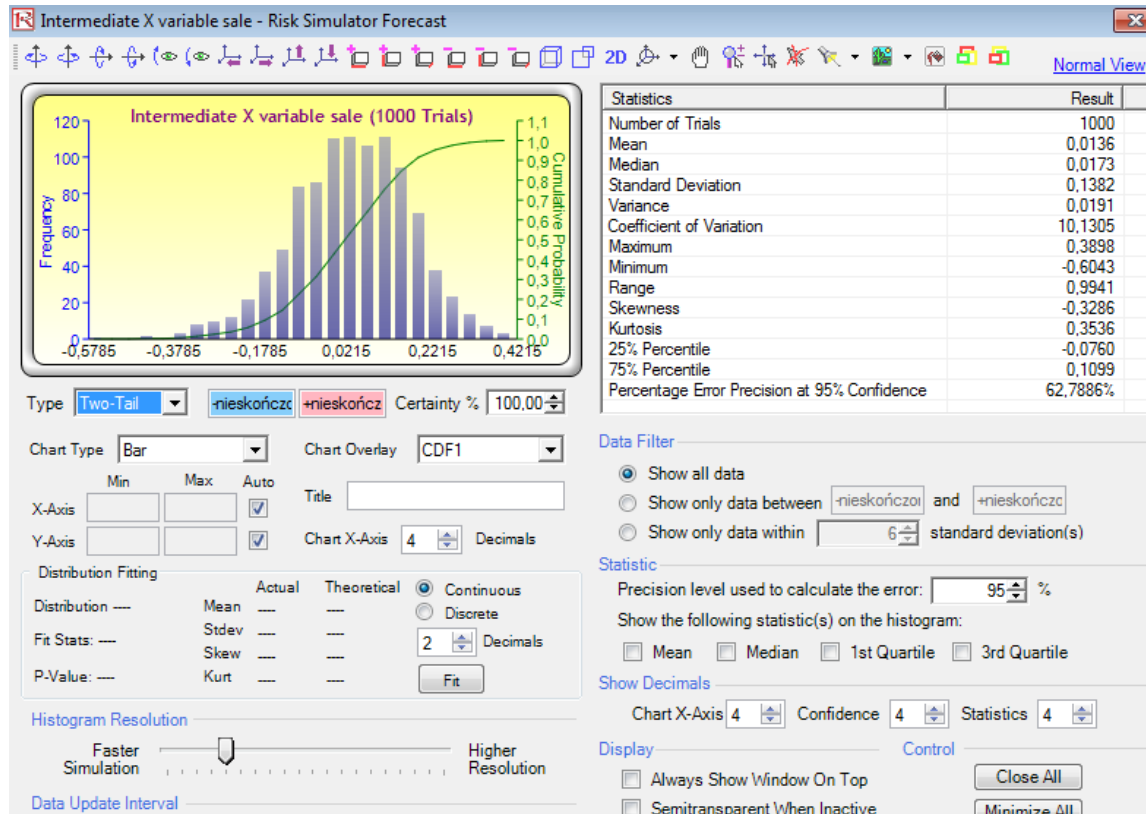 Intermediate X variable sale - Risk Simulator Forecast
2D
Normal View
Intermediate X variable sale (1000 Trials)
Frequency
120
100
80
60
40
20
0
-0,5785 -0,3785 -0,1785 0,0215 0,2215 0,4215
1,1
1,0
0,9
0,8
0,7
0,6
0,5
0,4
0,3
0,2
0,1
0,0
Cumulative Probability
Type Two-Tail -nieskończc +nieskończ Certainty % 100,00
Chart Type Bar Chart Overlay CDF1
Min Max Auto
X-Axis
Title
Y-Axis
Chart X-Axis 4 Decimals
Distribution Fitting
Actual Theoretical Continuous
Distribution ---- Mean ---- ---- Discrete
Fit Stats: ---- Stdev ---- ---- 2 Decimals
Skew ---- ----
P-Value: ---- Kurt ---- ---- Fit
Histogram Resolution
Faster Simulation
Higher Resolution
Data Update Interval
Statistics Result
Number of Trials 1000
Mean 0,0136
Median 0,0173
Standard Deviation 0,1382
Variance 0,0191
Coefficient of Variation 10,1305
Maximum 0,3898
Minimum -0,6043
Range 0,9941
Skewness -0,3286
Kurtosis 0,3536
25% Percentile -0,0760
75% Percentile 0,1099
Percentage Error Precision at 95% Confidence 62,7886%
Data Filter
Show all data
Show only data between -nieskończoı and +nieskończc
Show only data within 6 standard deviation(s)
Statistic
Precision level used to calculate the error: 95 %
Show the following statistic(s) on the histogram:
Mean Median 1st Quartile 3rd Quartile
Show Decimals
Chart X-Axis 4 Confidence 4 Statistics 4
Display Control
Always Show Window On Top Close All
Semitransparent When Inactive Minimize All